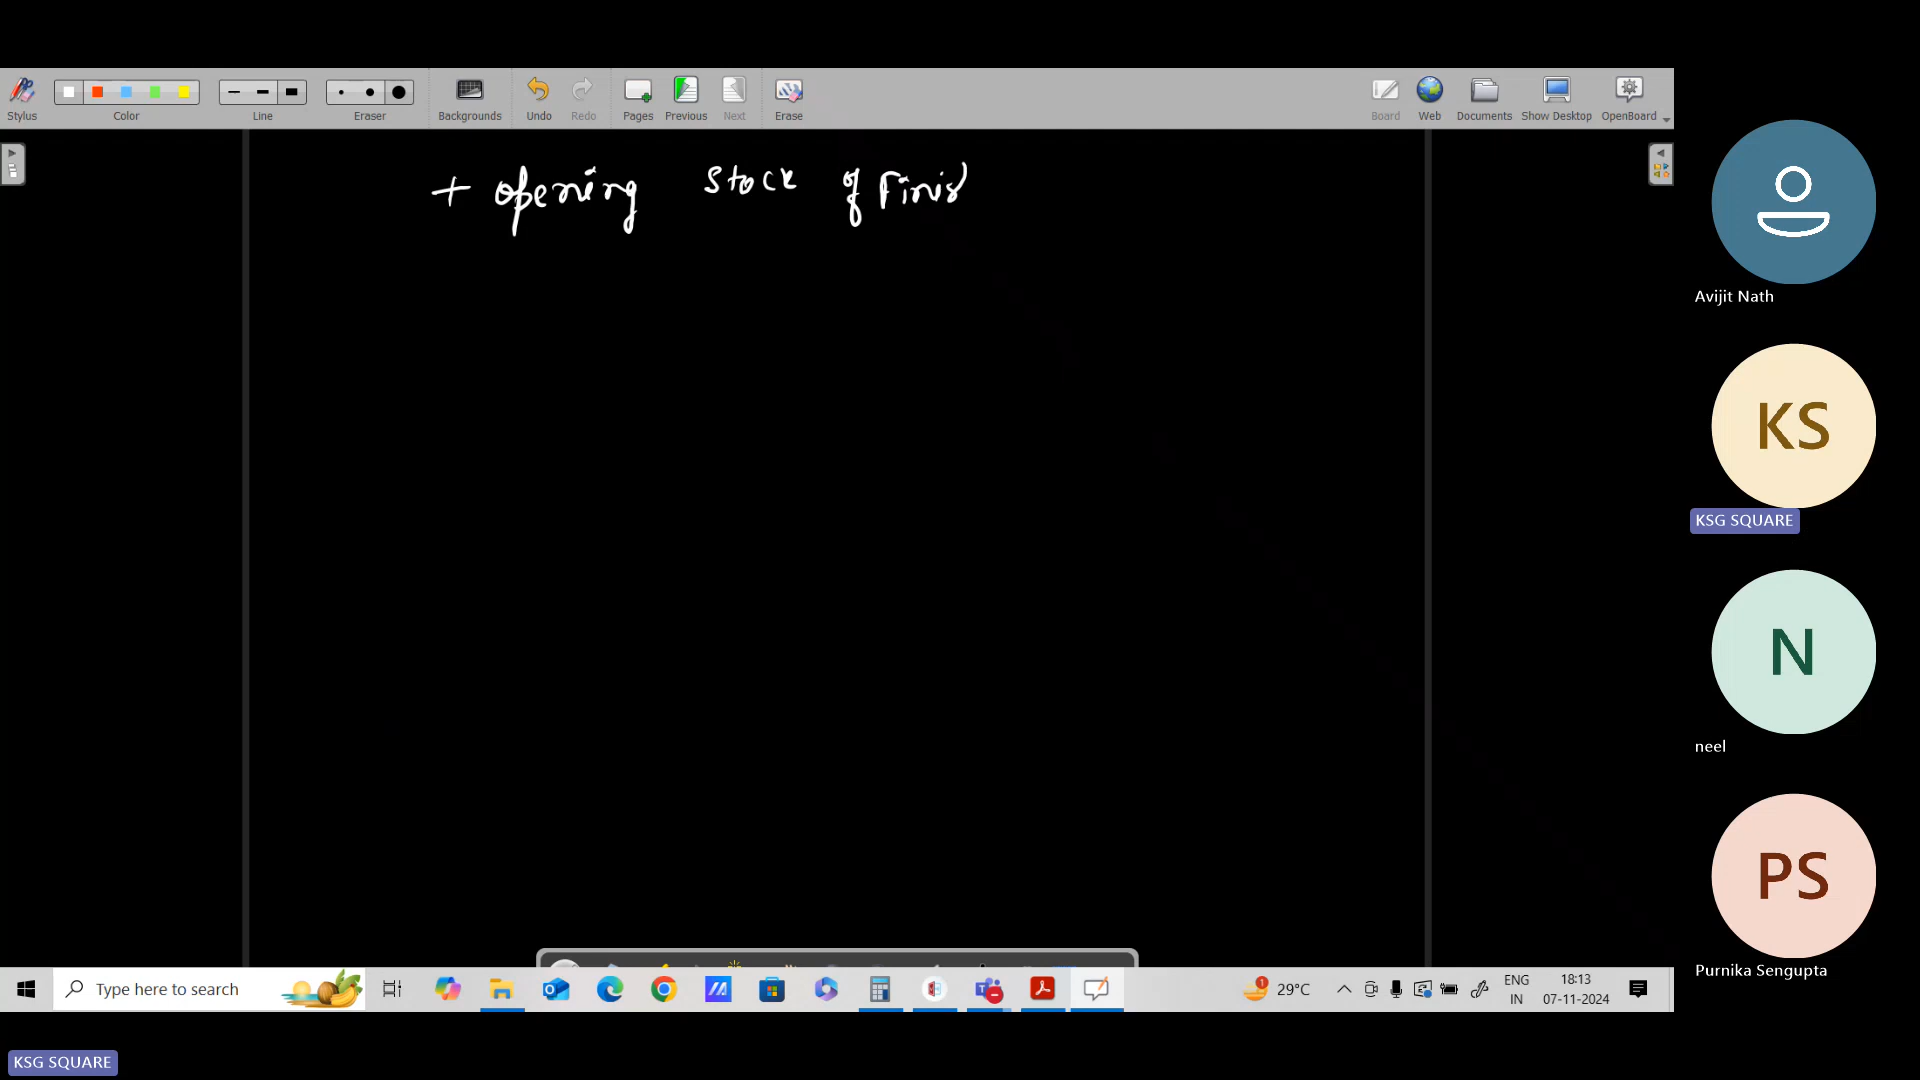 Stylus
Color
Line
Eraser
Backgrounds
Undo
Redo
Pages
Previous
Next
Erase
Board
Web
Documents
Show Desktop
OpenBoard
+ opening stock of Finis
Avijit Nath
KS
KSG SQUARE
N
neel
PS
Purnika Sengupta
Type here to search
1
29°C
ENG
IN
18:13
07-11-2024
KSG SQUARE